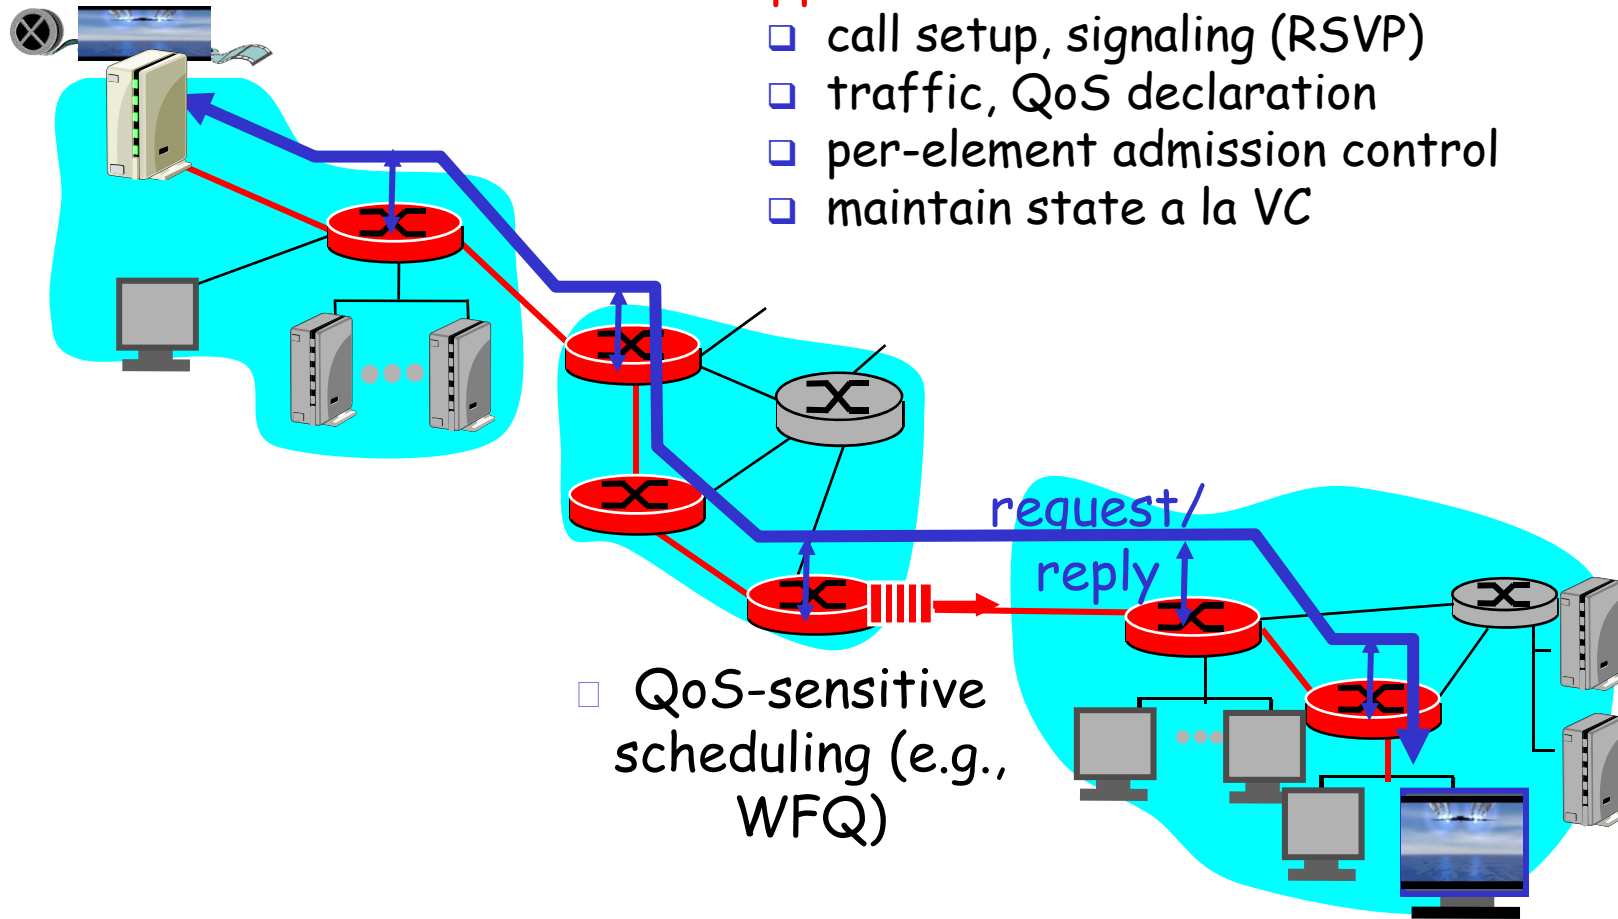 ❑ call setup, signaling (RSVP)
❑ traffic, QoS declaration
❑ per-element admission control
❑ maintain state a la VC
request/
reply
QoS-sensitive
scheduling (e.g.,
WFQ)